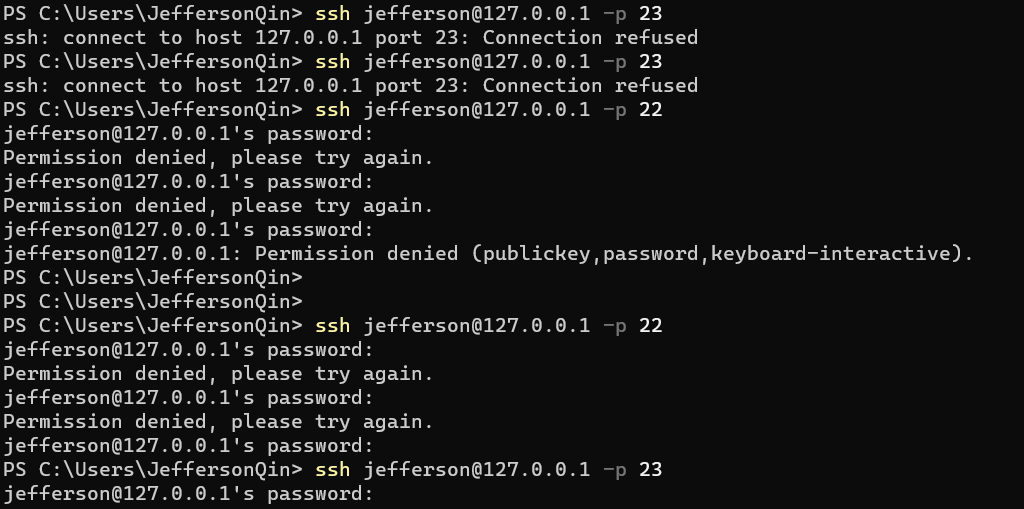 PS C:\Users\JeffersonQin> ssh jefferson@127.0.0.1 -p 23
ssh: connect to host 127.0.0.1 port 23: Connection refused
PS C:\Users\JeffersonQin> ssh jefferson@127.0.0.1 -p 23
ssh: connect to host 127.0.0.1 port 23: Connection refused
PS C:\Users\JeffersonQin> ssh jefferson@127.0.0.1 -p 22
jefferson@127.0.0.1's password:
Permission denied, please try again.
jefferson@127.0.0.1's password:
Permission denied, please try again.
jefferson@127.0.0.1's password:
jefferson@127.0.0.1: Permission denied (publickey,password,keyboard-interactive).
PS C:\Users\JeffersonQin>
PS C:\Users\JeffersonQin>
PS C:\Users\JeffersonQin> ssh jefferson@127.0.0.1 -p 22
jefferson@127.0.0.1's password:
Permission denied, please try again.
jefferson@127.0.0.1's password:
Permission denied, please try again.
jefferson@127.0.0.1's password:
PS C:\Users\JeffersonQin> ssh jefferson@127.0.0.1 -p 23
jefferson@127.0.0.1's password: